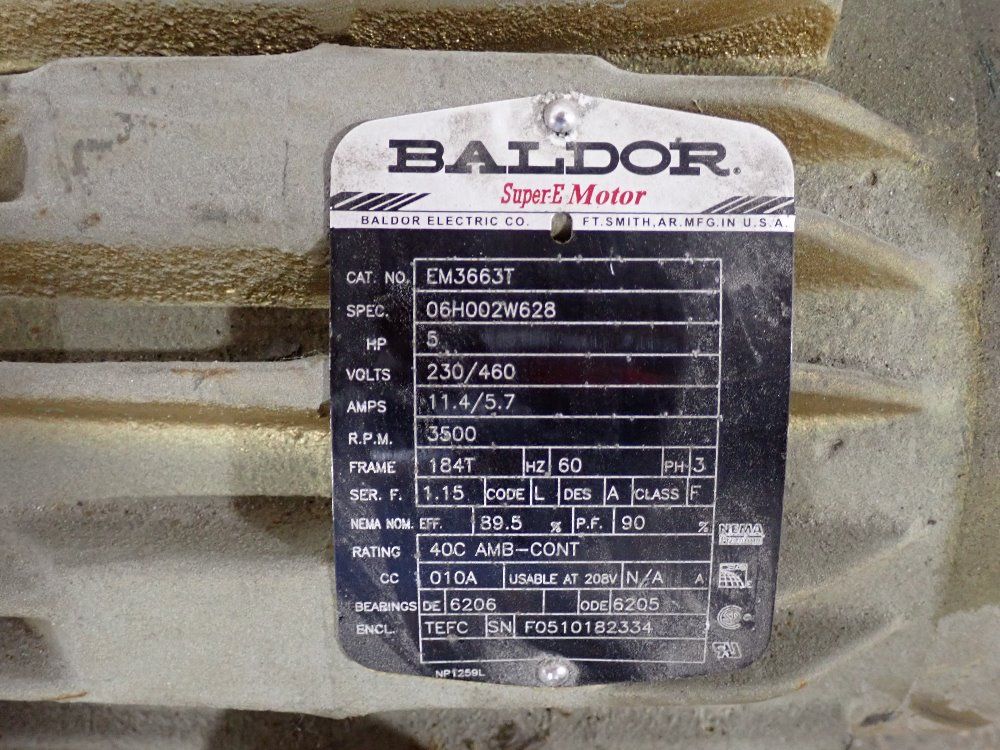 BALDOR.
Super-E Motor
BALDOR ELECTRIC CO. FT.SMITH,AR.MFG.IN U.S.A.
CAT. NO. EM3663T
SPEC. 06H002W628
HP 5
VOLTS 230/460
AMPS 11.4/5.7
R.P.M. 3500
FRAME 184T HZ 60 PH 3
SER. F. 1.15 CODE L DES A CLASS F
NEMA NOM. EFF. 89.5 % P.F. 90 %
NEMA
Premium
RATING 40C AMB-CONT
CC 010A USABLE AT 208V N/A A
BEARINGS DE 6206 ODE 6205
ENCL. TEFC SN F0510182334
NP1259L